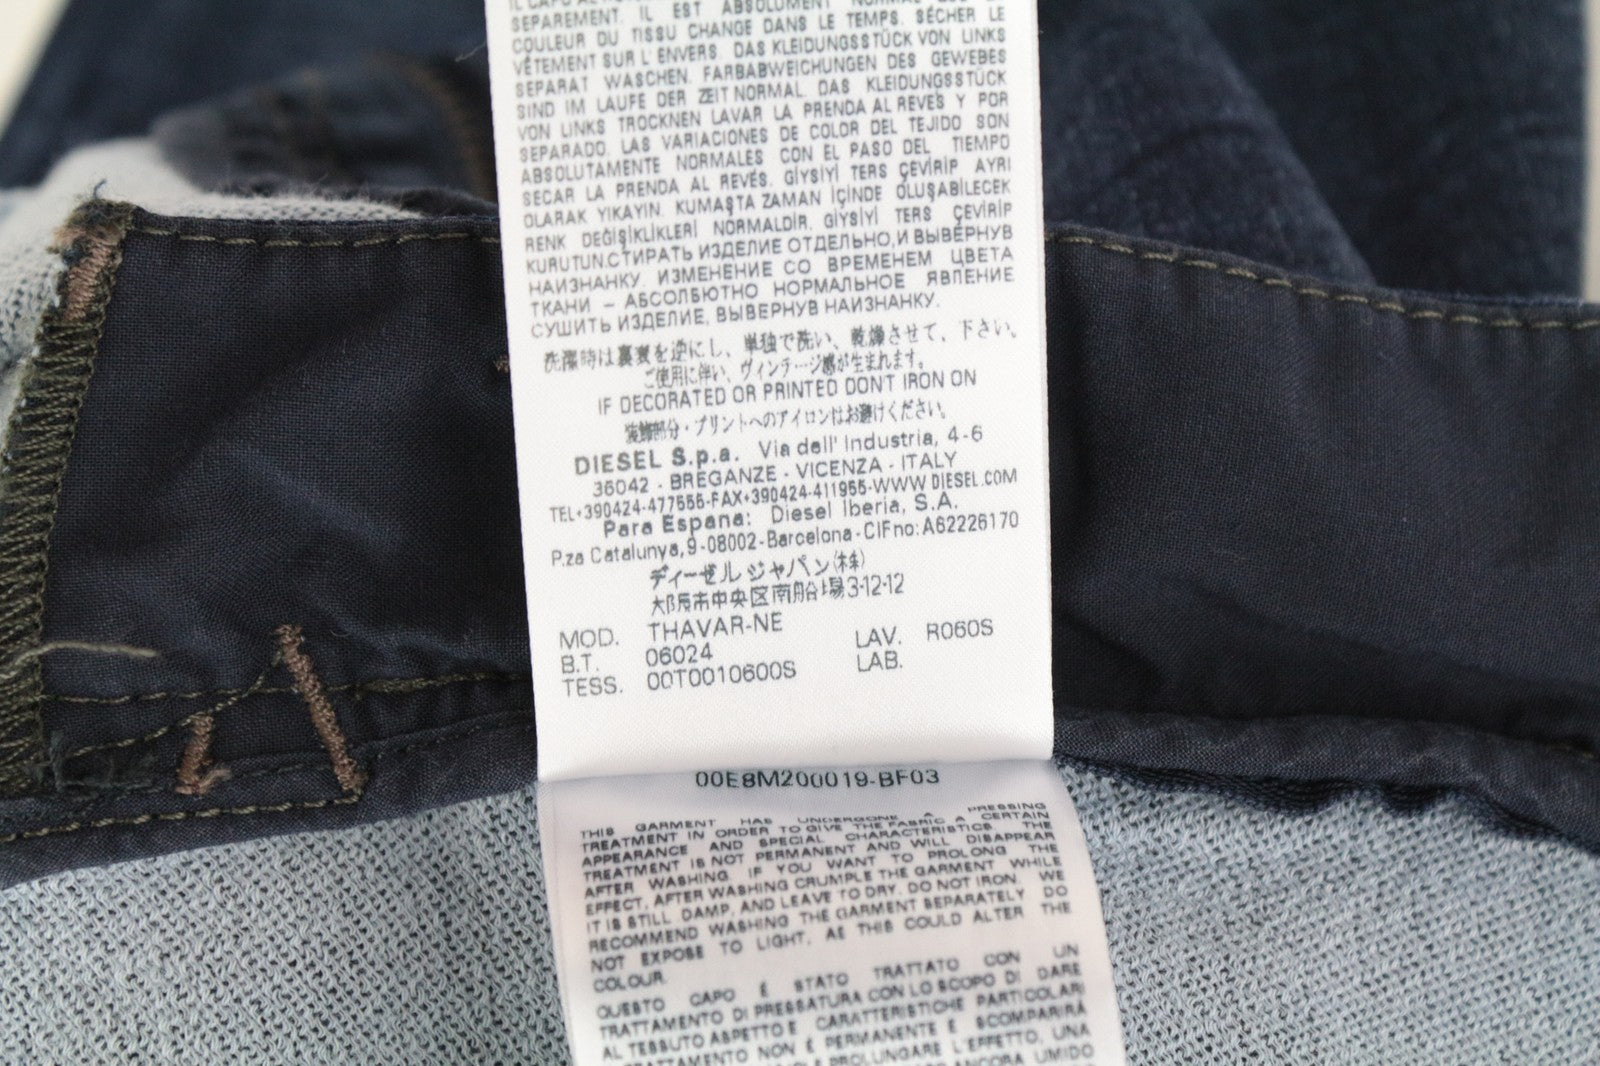 SEPAREMENT. IL EST ABSOLUMENT NORMAL QUE LA
COULEUR DU TISSU CHANGE DANS LE TEMPS. SÉCHER LE
VÊTEMENT SUR L'ENVERS. DAS KLEIDUNGSSTÜCK VON LINKS
SEPARAT WASCHEN. FARBABWEICHUNGEN DES GEWEBES
SIND IM LAUFE DER ZEIT NORMAL. DAS KLEIDUNGSSTÜCK
VON LINKS TROCKNEN LAVAR LA PRENDA AL REVÉS Y POR
SEPARADO. LAS VARIACIONES DE COLOR DEL TEJIDO SON
ABSOLUTAMENTE NORMALES CON EL PASO DEL TIEMPO
SECAR LA PRENDA AL REVÉS. GİYSİYİ TERS ÇEVİRİP AYRI
OLARAK YIKAYIN. KUMAŞTA ZAMAN İÇİNDE OLUŞABİLECEK
RENK DEĞİŞİKLİKLERİ NORMALDİR. GİYSİYİ TERS ÇEVİRİP
KURUTUN.СТИРАТЬ ИЗДЕЛИЕ ОТДЕЛЬНО,И ВЫВЕРНУВ
НАИЗНАНКУ. ИЗМЕНЕНИЕ СО ВРЕМЕНЕМ ЦВЕТА
ТКАНИ – АБСОЛЬЮТНО НОРМАЛЬНОЕ ЯВЛЕНИЕ
СУШИТЬ ИЗДЕЛИЕ, ВЫВЕРНУВ НАИЗНАНКУ.
洗濯時は裏表を逆にし、単独で洗い、乾燥させて、下さい。
ご使用に伴い、ヴィンテージ感が生まれます。
IF DECORATED OR PRINTED DONT IRON ON
装飾部分・プリントへのアイロンはお避けください。
DIESEL S.p.a. Via dell' Industria, 4-6
36042 - BREGANZE - VICENZA - ITALY
TEL+390424-477555-FAX+390424-411955-WWW DIESEL.COM
Para Espana: Diesel Iberia, S.A.
P.za Catalunya,9-08002-Barcelona-CIFno:A62226170
ディーゼル ジャパン(株)
大阪市中央区南船場3-12-12
MOD. THAVAR-NE LAV. R060S
B.T. 06024 LAB.
TESS. 00T0010600S
00E8M200019-BF03
THIS GARMENT HAS UNDERGONE A PRESSING
TREATMENT IN ORDER TO GIVE THE FABRIC A CERTAIN
APPEARANCE AND SPECIAL CHARACTERISTICS. THE
TREATMENT IS NOT PERMANENT AND WILL DISAPPEAR
AFTER WASHING. IF YOU WANT TO PROLONG THE
EFFECT, AFTER WASHING CRUMPLE THE GARMENT WHILE
IT IS STILL DAMP, AND LEAVE TO DRY. DO NOT IRON. WE
RECOMMEND WASHING THE GARMENT SEPARATELY DO
NOT EXPOSE TO LIGHT, AS THIS COULD ALTER THE
COLOUR.
QUESTO CAPO É STATO TRATTATO CON UN
TRATTAMENTO DI PRESSATURA CON LO SCOPO DI DARE
AL TESSUTO ASPETTO E CARATTERISTICHE PARTICOLARI
TRATTAMENTO NON É PERMANENTE E SCOMPARIRÀ
PROLUNGARE L'EFFETTO, UNA
ANCORA UMIDO